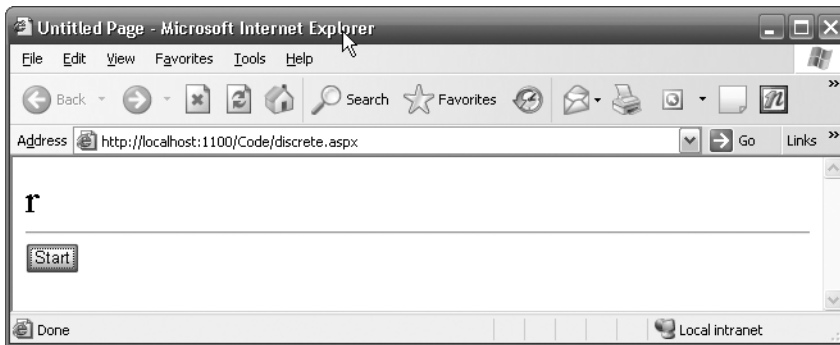 Untitled Page - Microsoft Internet Explorer
File Edit View Favorites Tools Help
Back Search Favorites
Address http://localhost:1100/Code/discrete.aspx Go Links »
r
Start
Done Local intranet